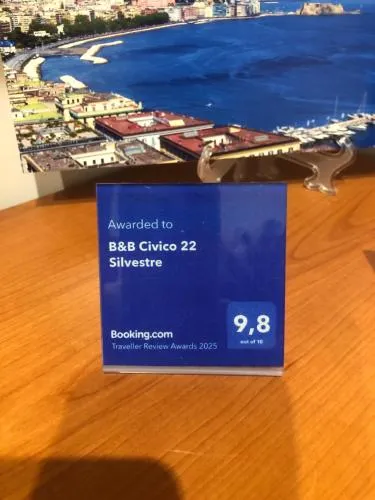 Awarded to
B&B Civico 22
Silvestre
Booking.com
Traveller Review Awards 2025
9,8
out of 10